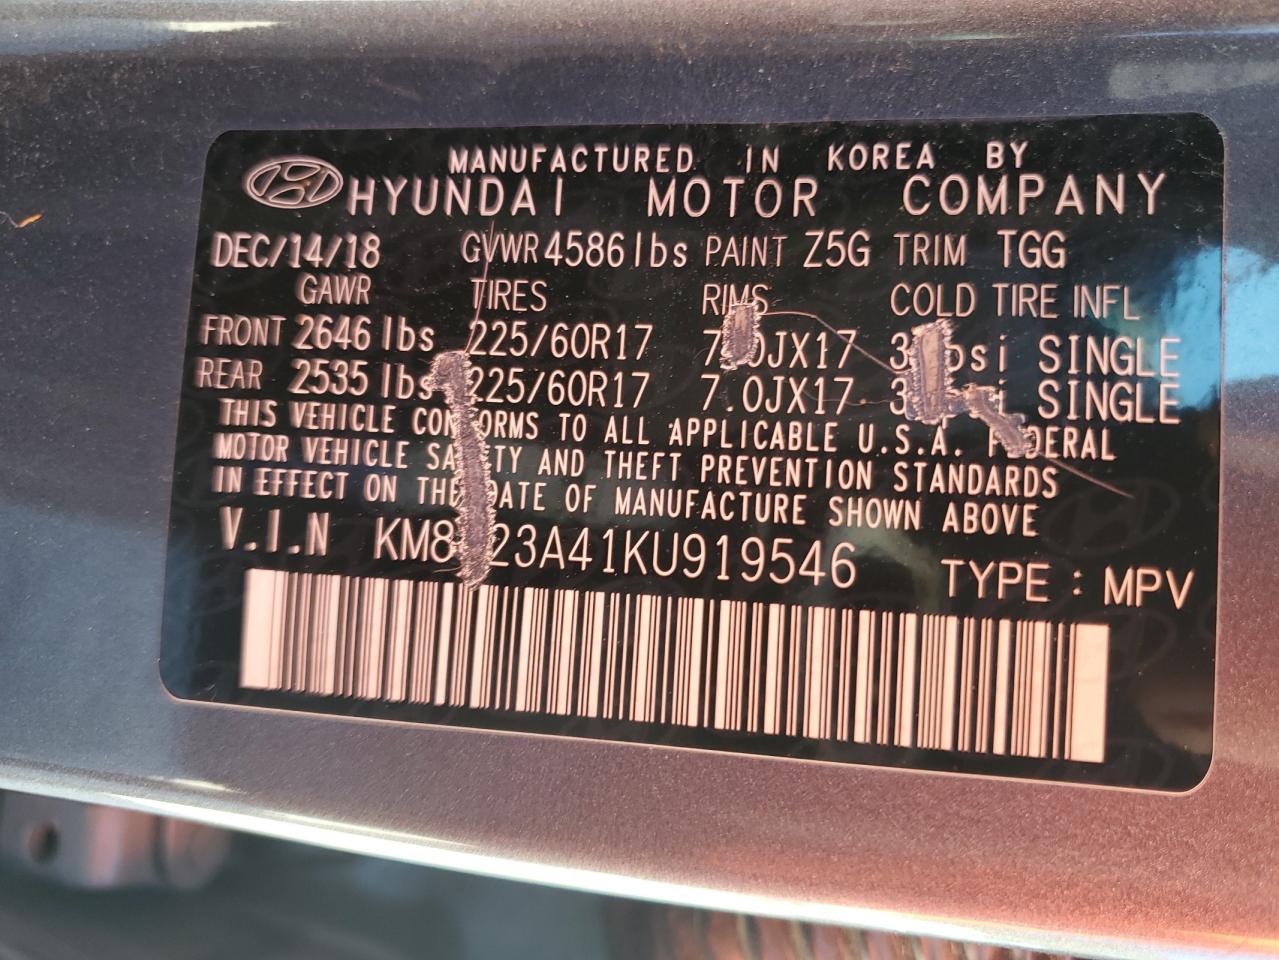 MANUFACTURED IN KOREA BY
HYUNDAI MOTOR COMPANY
DEC/14/18 GVWR 4586 lbs PAINT Z5G TRIM TGG
GAWR TIRES RIMS COLD TIRE INFL
FRONT 2646 lbs 225/60R17 7.0JX17 SINGLE
REAR 2535 lbs 225/60R17 7.0JX17 SINGLE
THIS VEHICLE CONFORMS TO ALL APPLICABLE U.S.A. FEDERAL
MOTOR VEHICLE SAFETY AND THEFT PREVENTION STANDARDS
IN EFFECT ON THE DATE OF MANUFACTURE SHOWN ABOVE
V.I.N TYPE : MPV